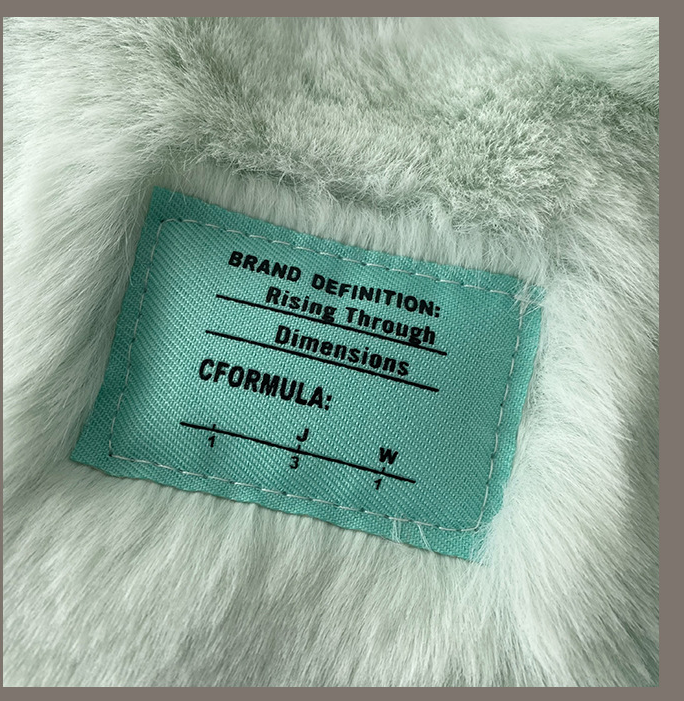 BRAND DEFINITION:
Rising Through
Dimensions
CFORMULA:
J W
1 3 1